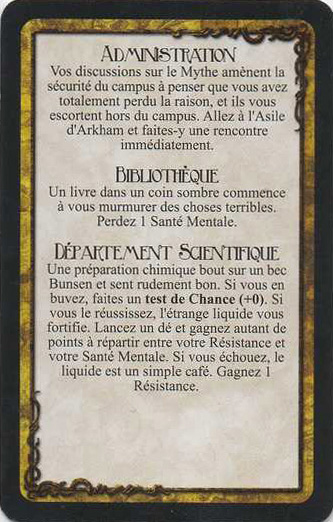 ADMINISTRATION
Vos discussions sur le Mythe amènent la
sécurité du campus à penser que vous avez
totalement perdu la raison, et ils vous
escortent hors du campus. Allez à l'Asile
d'Arkham et faites-y une rencontre
immédiatement.
BIBLIOTHÈQUE
Un livre dans un coin sombre commence
à vous murmurer des choses terribles.
Perdez 1 Santé Mentale.
DÉPARTEMENT SCIENTIFIQUE
Une préparation chimique bout sur un bec
Bunsen et sent rudement bon. Si vous en
buvez, faites un test de Chance (+0). Si
vous le réussissez, l'étrange liquide vous
fortifie. Lancez un dé et gagnez autant de
points à répartir entre votre Résistance et
votre Santé Mentale. Si vous échouez, le
liquide est un simple café. Gagnez 1
Résistance.